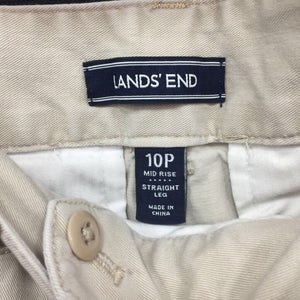 LANDS' END
10P
MID RISE
STRAIGHT
LEG
MADE IN
CHINA